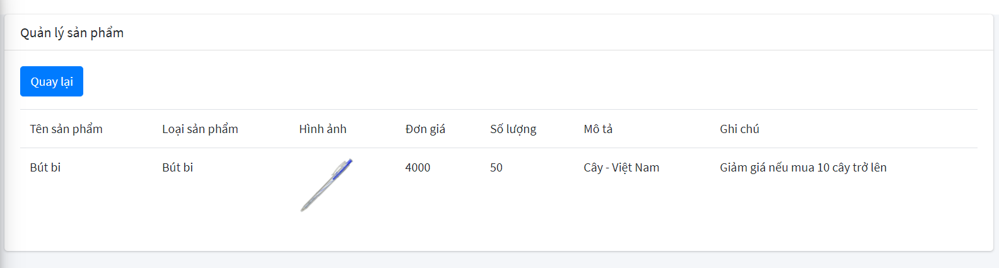 Quản lý sản phẩm
Quay lại
Tên sản phẩm Loại sản phẩm Hình ảnh Đơn giá Số lượng Mô tả Ghi chú
Bút bi Bút bi 4000 50 Cây - Việt Nam Giảm giá nếu mua 10 cây trở lên